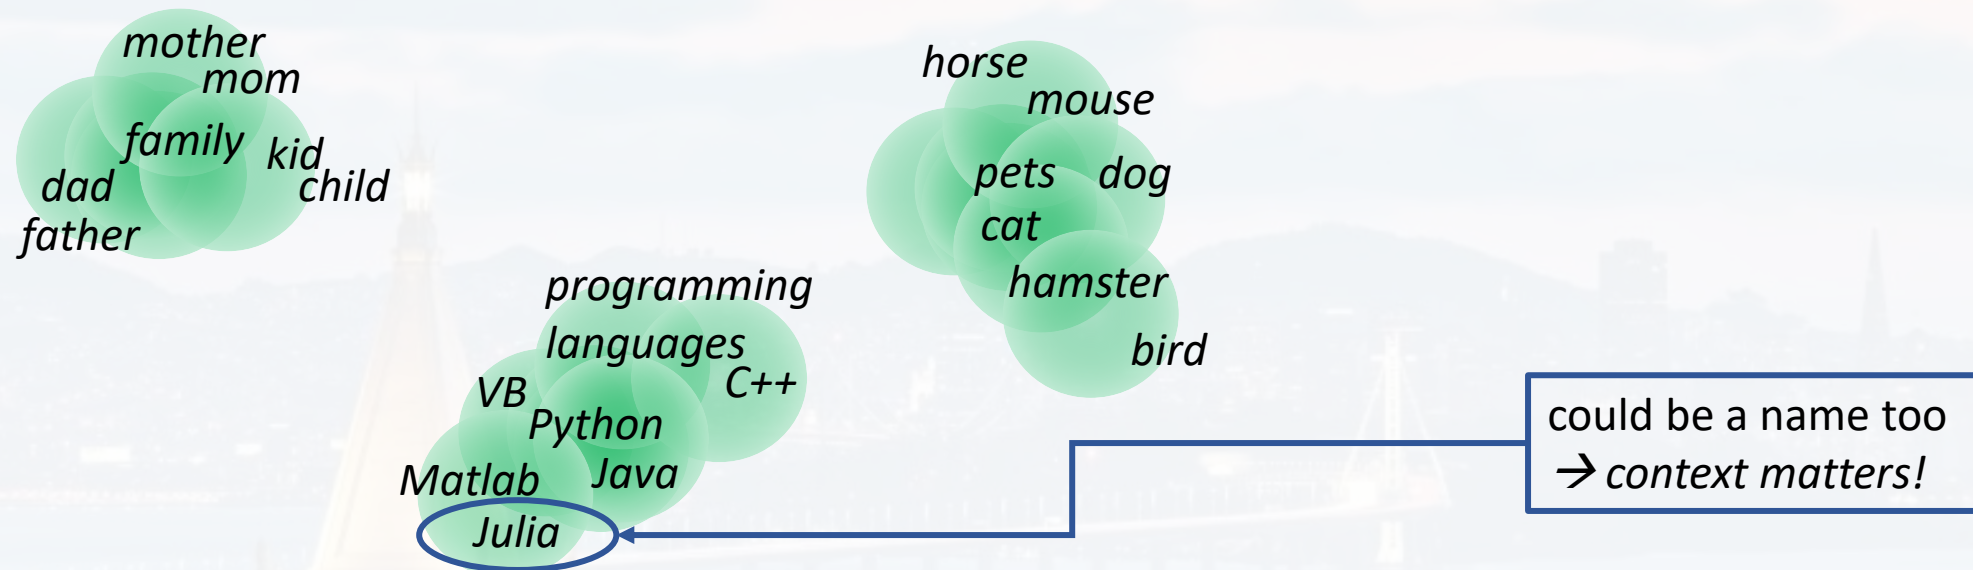 mother
mom
family
kid
child
dad
father
horse
mouse
pets
dog
cat
hamster
bird
programming
languages
VB
C++
Python
Matlab
Java
Julia
could be a name too
→ context matters!